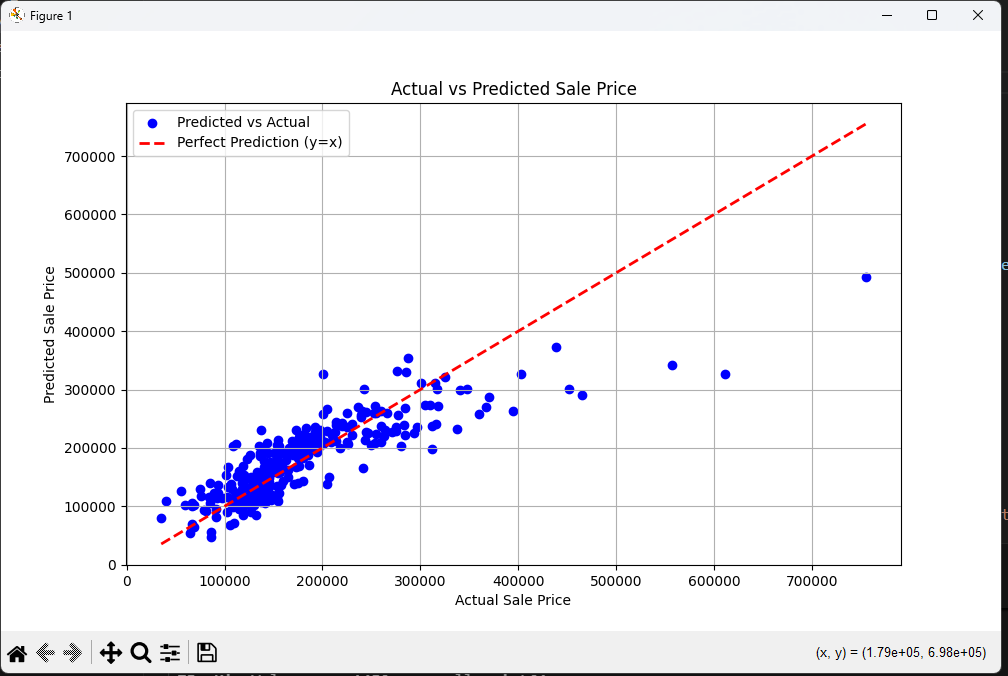 Figure 1
Actual vs Predicted Sale Price
Predicted vs Actual
Perfect Prediction (y=x)
700000
600000
500000
400000
300000
200000
100000
0
Predicted Sale Price
0 100000 200000 300000 400000 500000 600000 700000
Actual Sale Price
(x, y) = (1.79e+05, 6.98e+05)